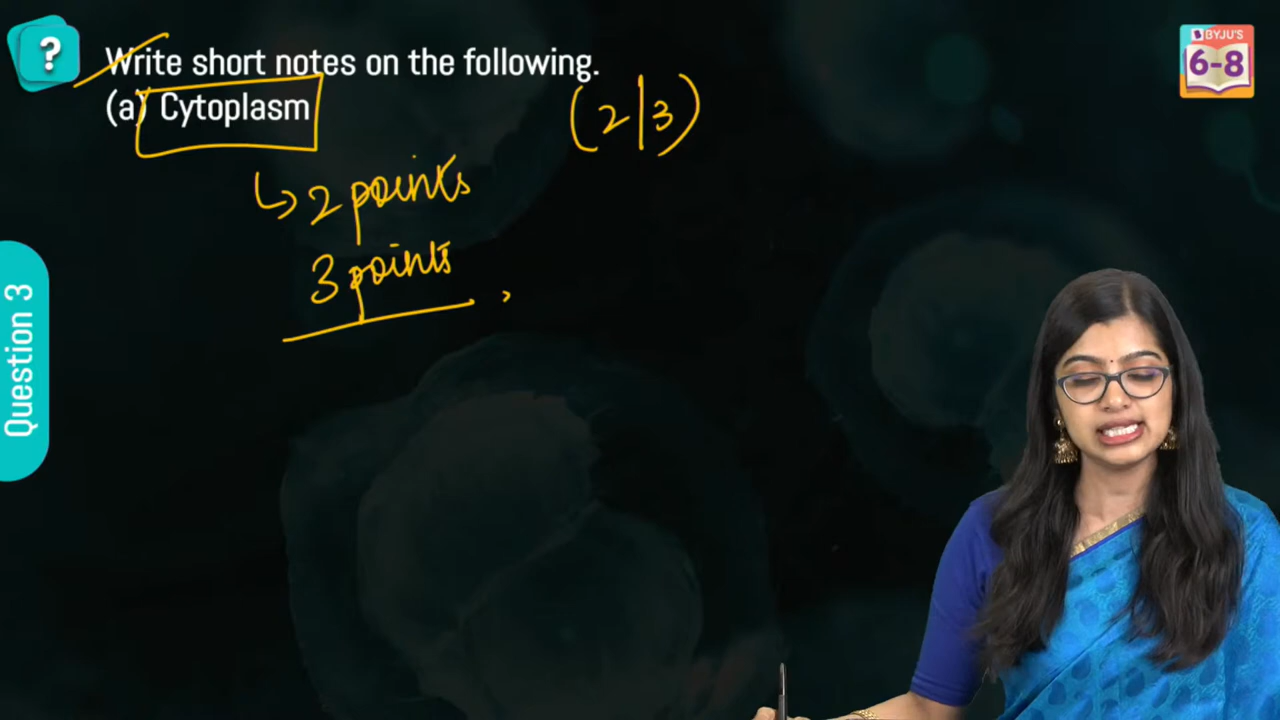 ?
Write short notes on the following.
(a) Cytoplasm
(2/3)
↳ 2 points
3 points
Question 3
BYJU'S
6-8